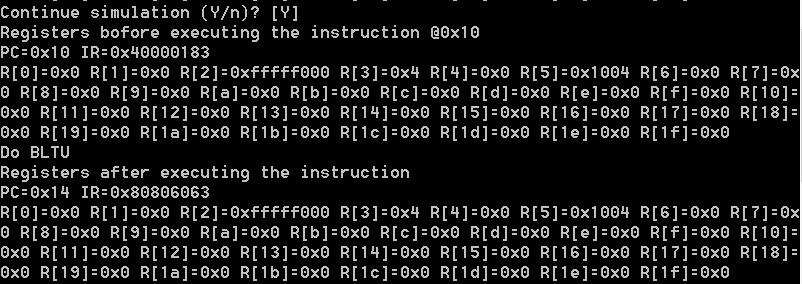 Continue simulation (Y/n)? [Y]
Registers bofore executing the instruction @0x10
PC=0x10 IR=0x40000183
R[0]=0x0 R[1]=0x0 R[2]=0xfffff000 R[3]=0x4 R[4]=0x0 R[5]=0x1004 R[6]=0x0 R[7]=0x
0 R[8]=0x0 R[9]=0x0 R[a]=0x0 R[b]=0x0 R[c]=0x0 R[d]=0x0 R[e]=0x0 R[f]=0x0 R[10]=
0x0 R[11]=0x0 R[12]=0x0 R[13]=0x0 R[14]=0x0 R[15]=0x0 R[16]=0x0 R[17]=0x0 R[18]=
0x0 R[19]=0x0 R[1a]=0x0 R[1b]=0x0 R[1c]=0x0 R[1d]=0x0 R[1e]=0x0 R[1f]=0x0
Do BLTU
Registers after executing the instruction
PC=0x14 IR=0x80806063
R[0]=0x0 R[1]=0x0 R[2]=0xfffff000 R[3]=0x4 R[4]=0x0 R[5]=0x1004 R[6]=0x0 R[7]=0x
0 R[8]=0x0 R[9]=0x0 R[a]=0x0 R[b]=0x0 R[c]=0x0 R[d]=0x0 R[e]=0x0 R[f]=0x0 R[10]=
0x0 R[11]=0x0 R[12]=0x0 R[13]=0x0 R[14]=0x0 R[15]=0x0 R[16]=0x0 R[17]=0x0 R[18]=
0x0 R[19]=0x0 R[1a]=0x0 R[1b]=0x0 R[1c]=0x0 R[1d]=0x0 R[1e]=0x0 R[1f]=0x0